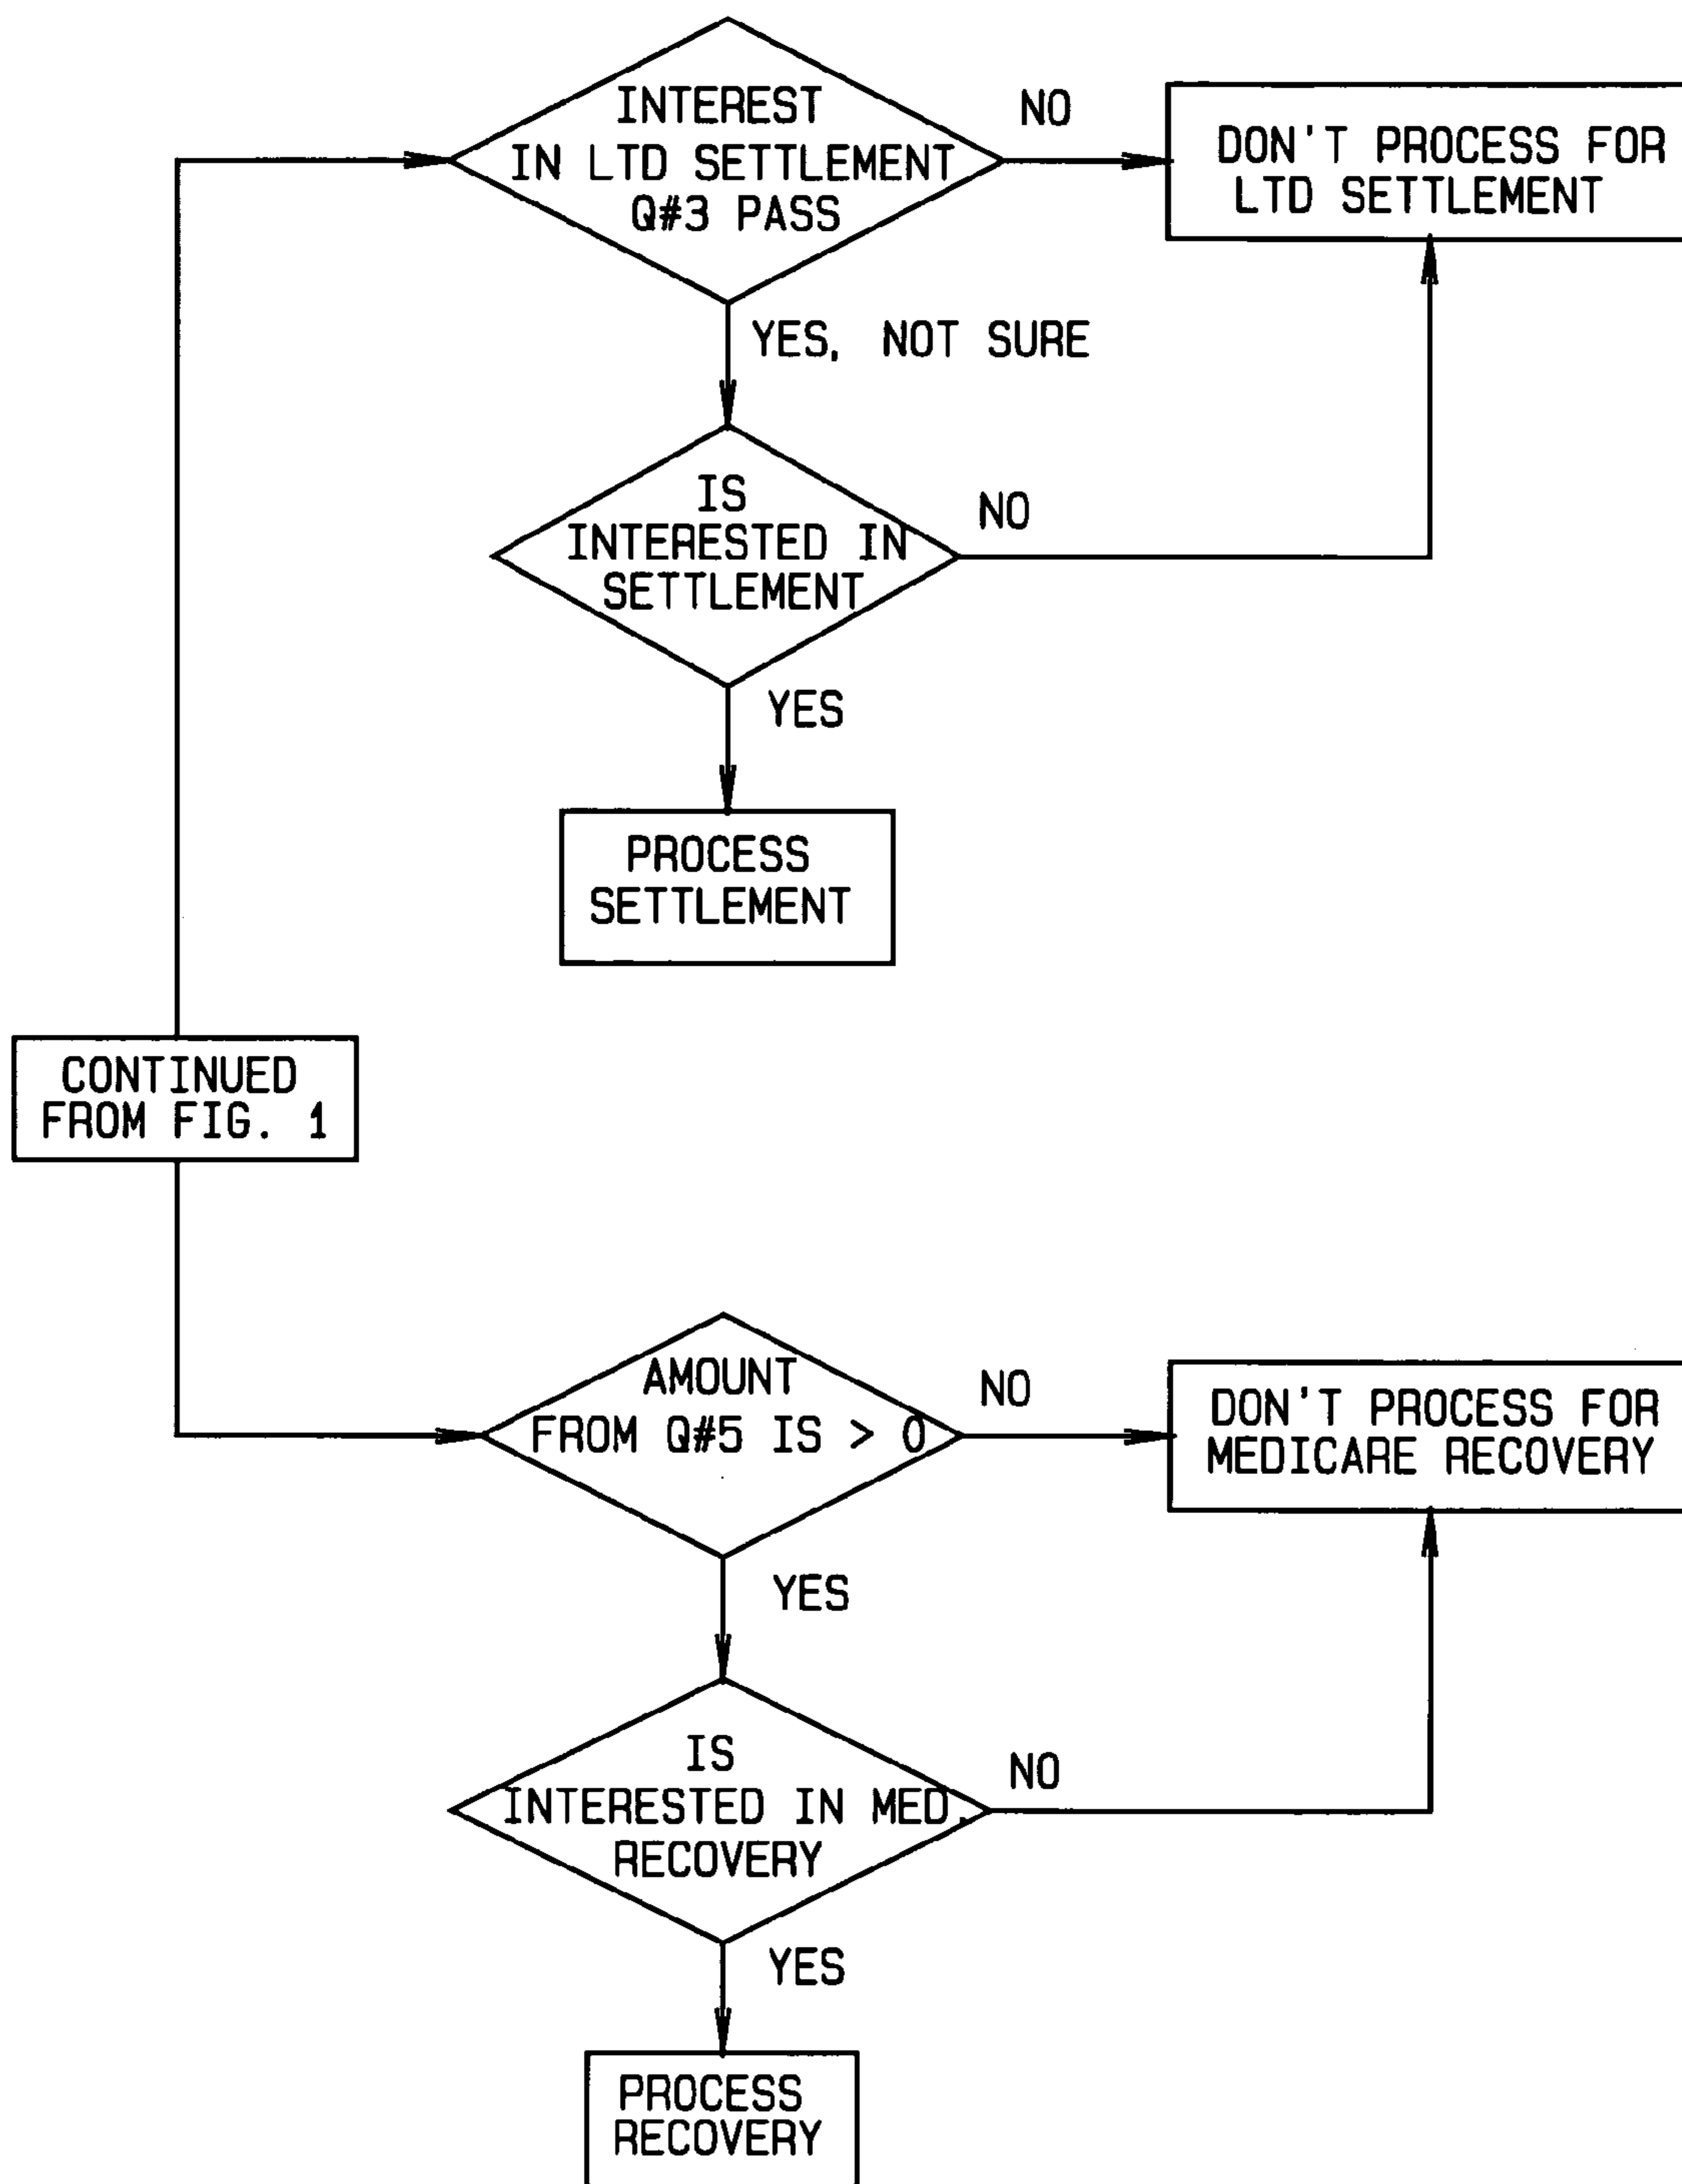 INTEREST
IN LTD SETTLEMENT
Q#3 PASS
NO
DON'T PROCESS FOR
LTD SETTLEMENT
YES, NOT SURE
IS
INTERESTED IN
SETTLEMENT
NO
YES
PROCESS
SETTLEMENT
CONTINUED
FROM FIG. 1
AMOUNT
FROM Q#5 IS > 0
NO
DON'T PROCESS FOR
MEDICARE RECOVERY
YES
IS
INTERESTED IN MED.
RECOVERY
NO
YES
PROCESS
RECOVERY